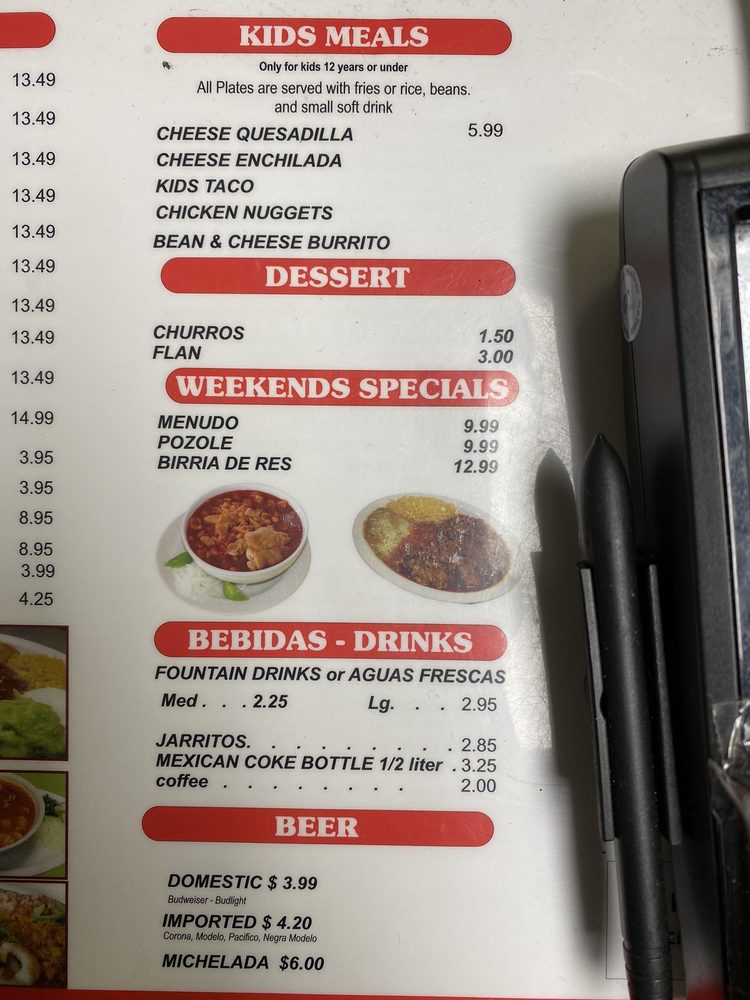 13.49
13.49
13.49
13.49
13.49
13.49
13.49
13.49
13.49
14.99
3.95
3.95
8.95
8.95
3.99
4.25
KIDS MEALS
Only for kids 12 years or under
All Plates are served with fries or rice, beans.
and small soft drink
CHEESE QUESADILLA 5.99
CHEESE ENCHILADA
KIDS TACO
CHICKEN NUGGETS
BEAN & CHEESE BURRITO
DESSERT
CHURROS 1.50
FLAN 3.00
WEEKENDS SPECIALS
MENUDO 9.99
POZOLE 9.99
BIRRIA DE RES 12.99
BEBIDAS - DRINKS
FOUNTAIN DRINKS or AGUAS FRESCAS
Med . . . 2.25 Lg. . . 2.95
JARRITOS. . . . . . . . . 2.85
MEXICAN COKE BOTTLE 1/2 liter . 3.25
coffee . . . . . . . . 2.00
BEER
DOMESTIC $ 3.99
Budweiser - Budlight
IMPORTED $ 4.20
Corona, Modelo, Pacifico, Negra Modelo
MICHELADA $6.00